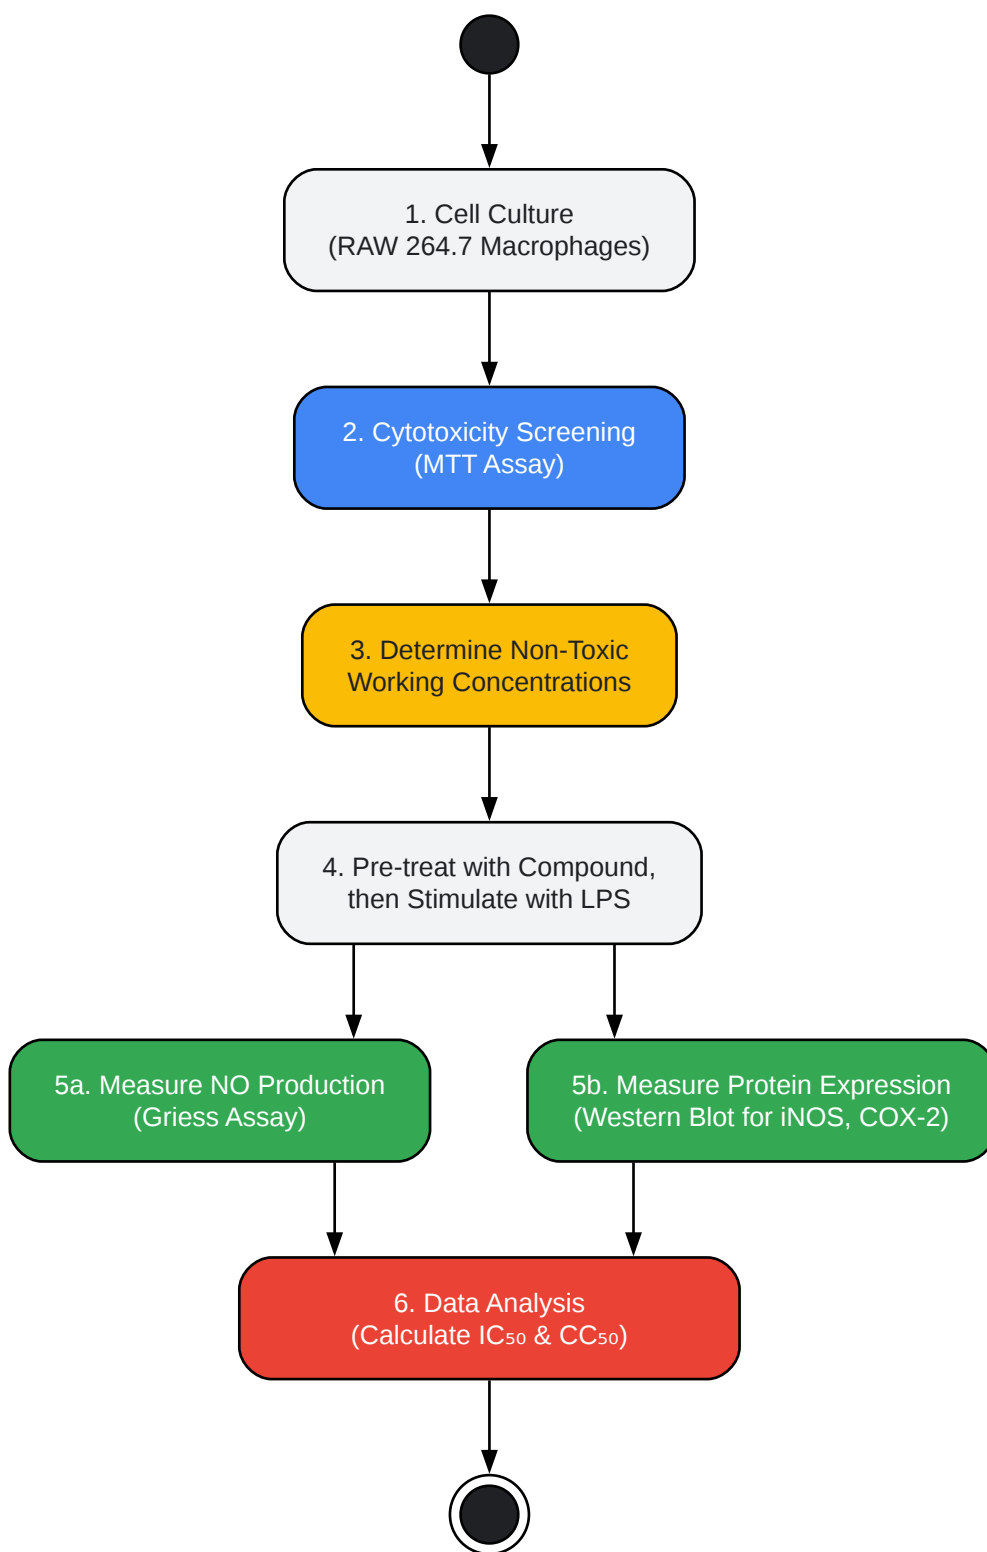 1. Cell Culture
(RAW 264.7 Macrophages)
2. Cytotoxicity Screening
(MTT Assay)
3. Determine Non-Toxic
Working Concentrations
4. Pre-treat with Compound,
then Stimulate with LPS
5a. Measure NO Production
(Griess Assay)
5b. Measure Protein Expression
(Western Blot for iNOS, COX-2)
6. Data Analysis
(Calculate IC₅₀ & CC₅₀)